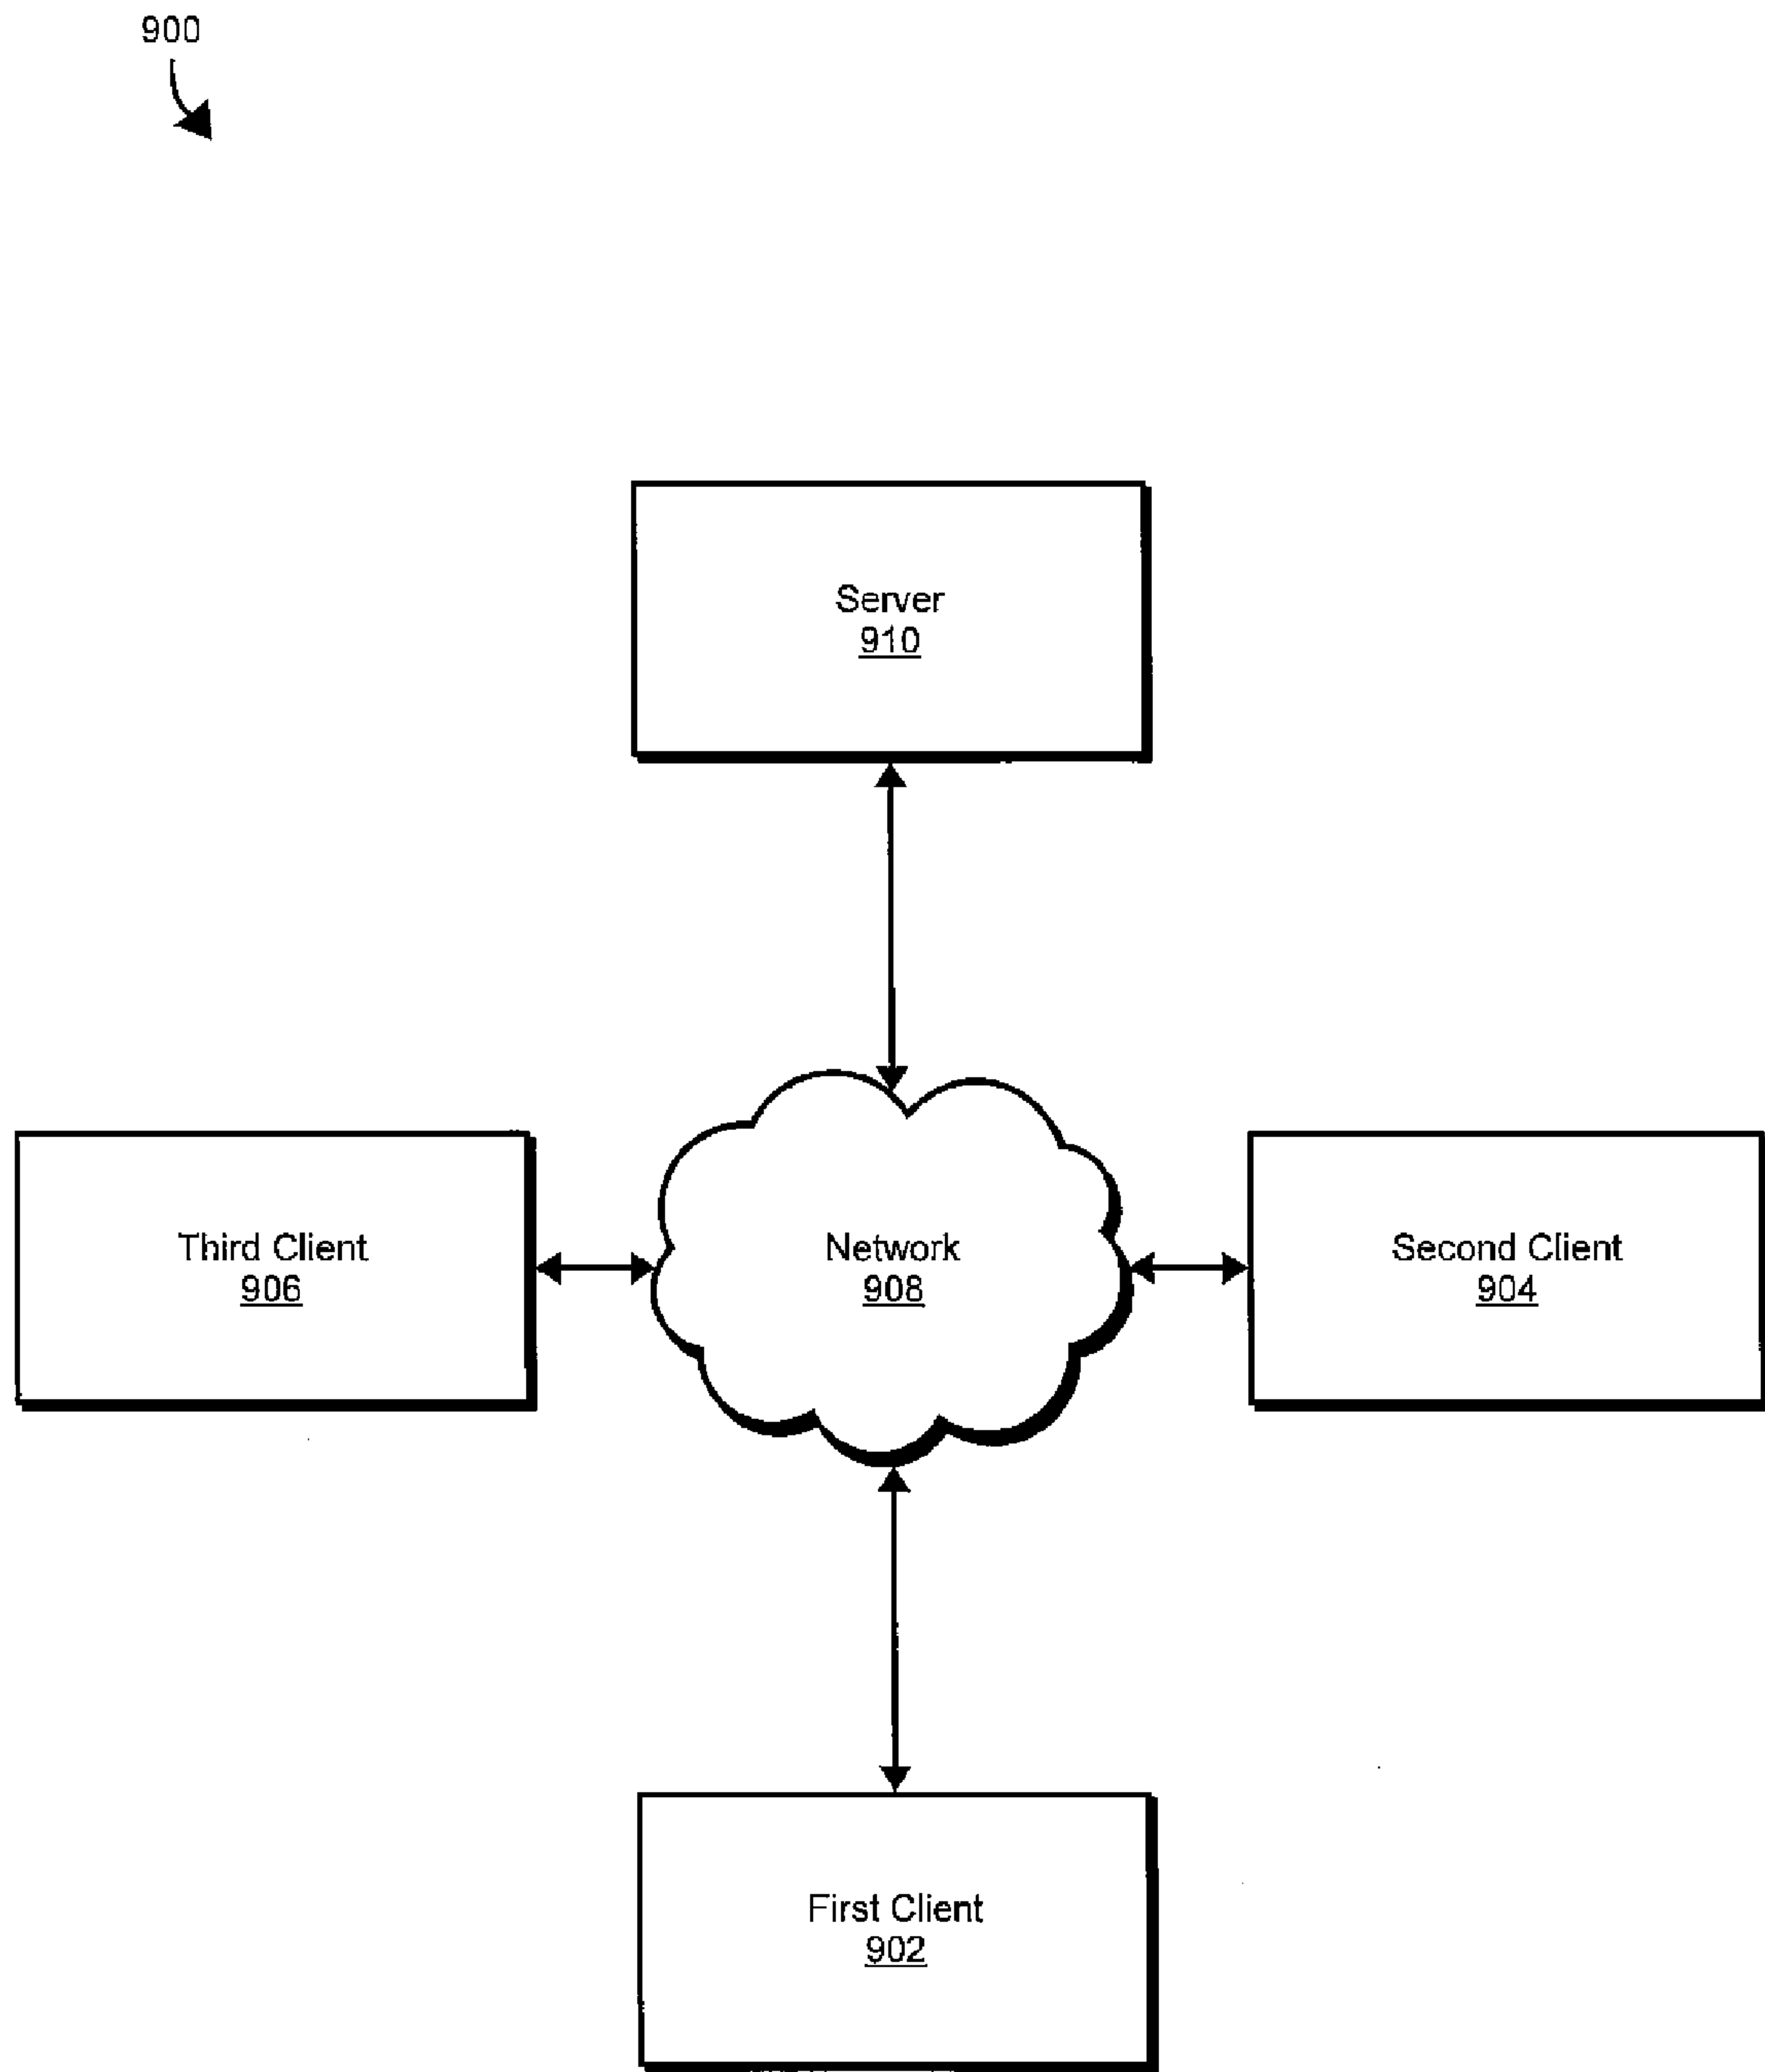 900
Server
910
Third Client
906
Network
908
Second Client
904
First Client
902